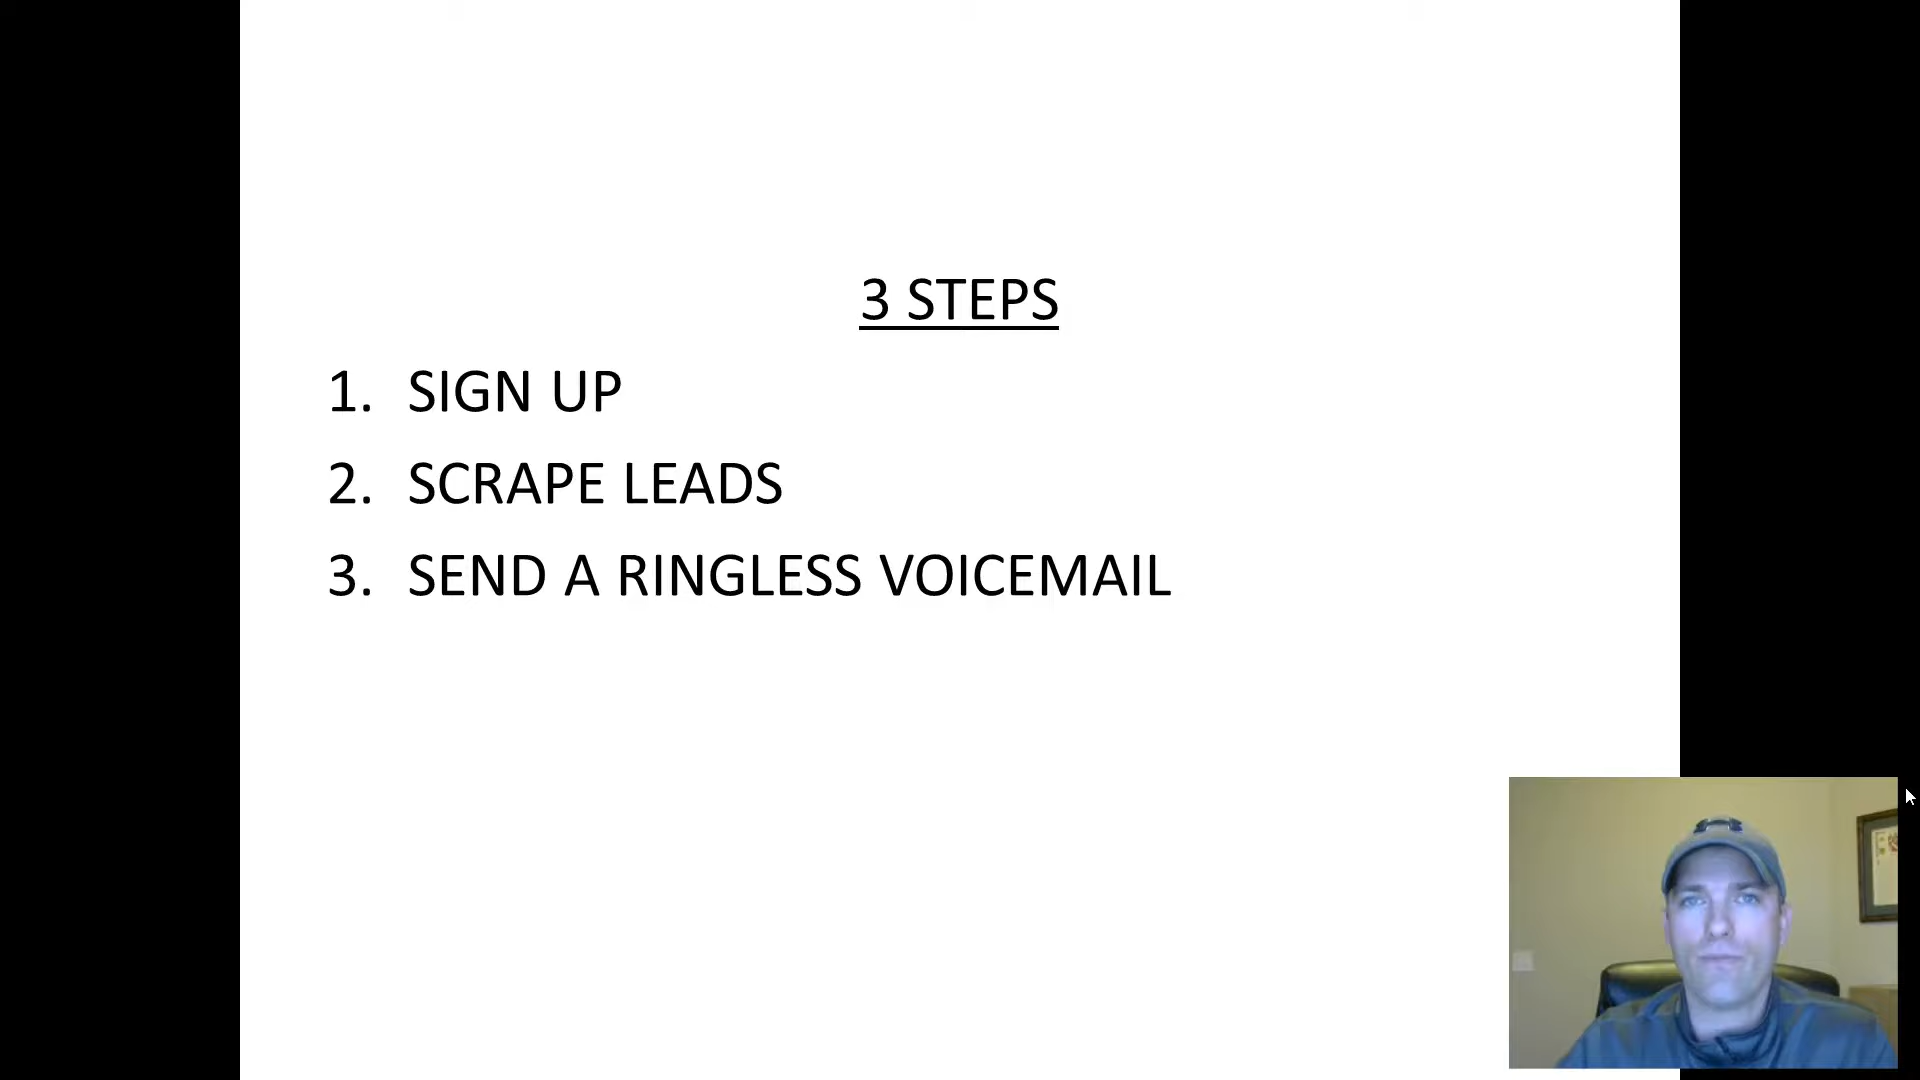 3 STEPS
1. SIGN UP
2. SCRAPE LEADS
3. SEND A RINGLESS VOICEMAIL